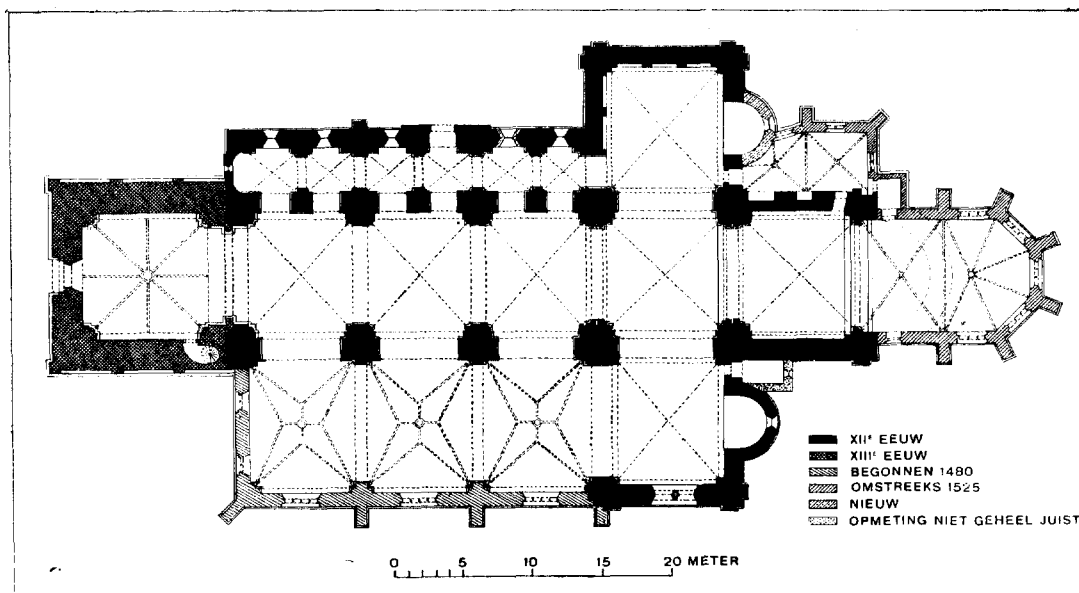 XIIᵉ EEUW
XIIIᵉ EEUW
BEGONNEN 1480
OMSTREEKS 1525
NIEUW
OPMETING NIET GEHEEL JUIST
0 5 10 15 20 METER